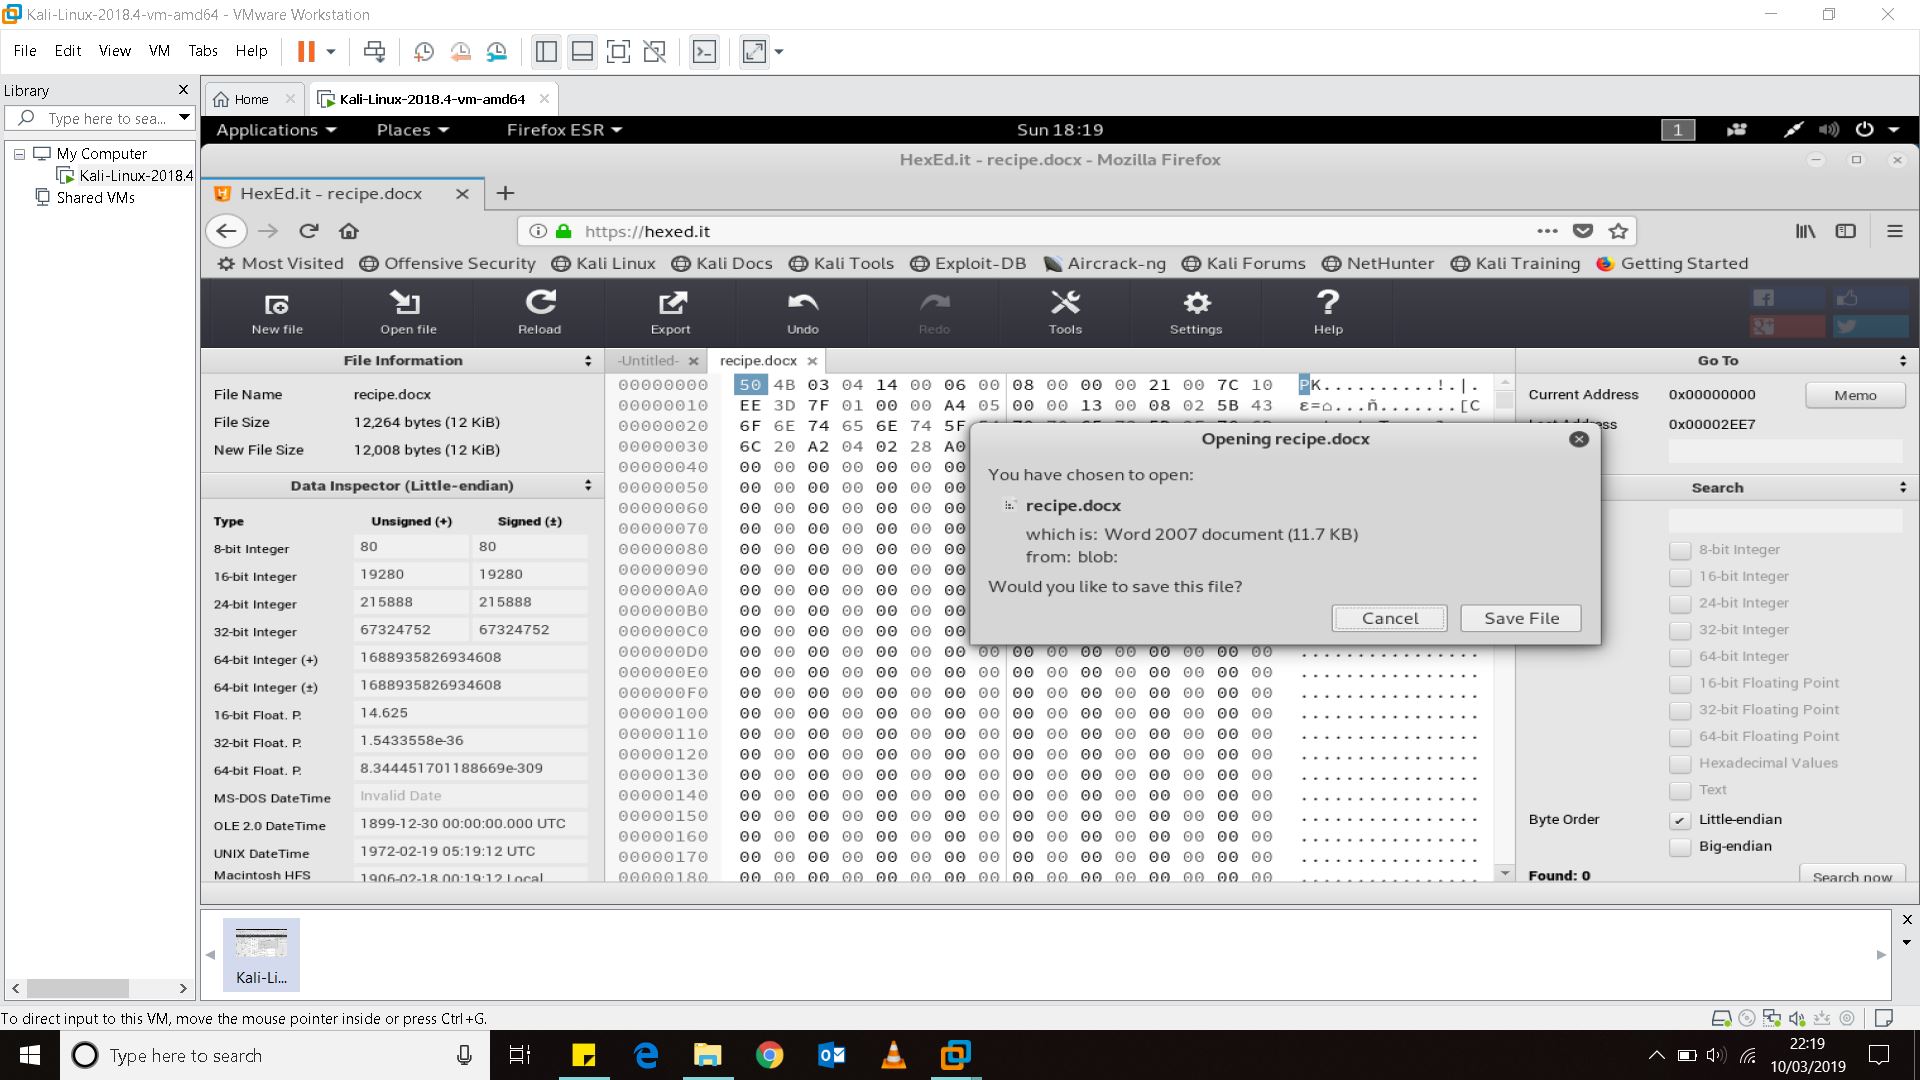 Kali-Linux-2018.4-vm-amd64 - VMware Workstation
File Edit View VM Tabs Help
Library
Type here to sea...
My Computer
Kali-Linux-2018.4
Shared VMs
Home
Kali-Linux-2018.4-vm-amd64
Applications Places Firefox ESR Sun 18:19 1
HexEd.it - recipe.docx - Mozilla Firefox
HexEd.it - recipe.docx
https://hexed.it
Most Visited Offensive Security Kali Linux Kali Docs Kali Tools Exploit-DB Aircrack-ng Kali Forums NetHunter Kali Training Getting Started
New file Open file Reload Export Undo Redo Tools Settings Help
File Information
File Name recipe.docx
File Size 12,264 bytes (12 KiB)
New File Size 12,008 bytes (12 KiB)
Data Inspector (Little-endian)
Type Unsigned (+) Signed (±)
8-bit Integer 80 80
16-bit Integer 19280 19280
24-bit Integer 215888 215888
32-bit Integer 67324752 67324752
64-bit Integer (+) 1688935826934608
64-bit Integer (±) 1688935826934608
16-bit Float. P. 14.625
32-bit Float. P. 1.5433558e-36
64-bit Float. P. 8.344451701188669e-309
MS-DOS DateTime Invalid Date
OLE 2.0 DateTime 1899-12-30 00:00:00.000 UTC
UNIX DateTime 1972-02-19 05:19:12 UTC
Macintosh HFS 1906-02-18 00:19:12 Local
-Untitled- recipe.docx
00000000 50 4B 03 04 14 00 06 00 08 00 00 00 21 00 7C 10 PK..........!.|.
00000010 EE 3D 7F 01 00 00 A4 05 00 00 13 00 08 02 5B 43 ε=⌂...ñ.......[C
00000020 6F 6E 74 65 6E 74 5F
00000030 6C 20 A2 04 02 28 A0
00000040 00 00 00 00 00 00 00
00000050 00 00 00 00 00 00 00
00000060 00 00 00 00 00 00 00
00000070 00 00 00 00 00 00 00
00000080 00 00 00 00 00 00 00
00000090 00 00 00 00 00 00 00
000000A0 00 00 00 00 00 00 00
000000B0 00 00 00 00 00 00 00
000000C0 00 00 00 00 00 00 00
000000D0 00 00 00 00 00 00 00 00 00 00 00 00 00 00 00 00 ................
000000E0 00 00 00 00 00 00 00 00 00 00 00 00 00 00 00 00 ................
000000F0 00 00 00 00 00 00 00 00 00 00 00 00 00 00 00 00 ................
00000100 00 00 00 00 00 00 00 00 00 00 00 00 00 00 00 00 ................
00000110 00 00 00 00 00 00 00 00 00 00 00 00 00 00 00 00 ................
00000120 00 00 00 00 00 00 00 00 00 00 00 00 00 00 00 00 ................
00000130 00 00 00 00 00 00 00 00 00 00 00 00 00 00 00 00 ................
00000140 00 00 00 00 00 00 00 00 00 00 00 00 00 00 00 00 ................
00000150 00 00 00 00 00 00 00 00 00 00 00 00 00 00 00 00 ................
00000160 00 00 00 00 00 00 00 00 00 00 00 00 00 00 00 00 ................
00000170 00 00 00 00 00 00 00 00 00 00 00 00 00 00 00 00 ................
00000180 00 00 00 00 00 00 00 00 00 00 00 00 00 00 00 00 ................
Opening recipe.docx
You have chosen to open:
recipe.docx
which is: Word 2007 document (11.7 KB)
from: blob:
Would you like to save this file?
Cancel Save File
Go To
Current Address 0x00000000 Memo
Last Address 0x00002EE7
Search
8-bit Integer
16-bit Integer
24-bit Integer
32-bit Integer
64-bit Integer
16-bit Floating Point
32-bit Floating Point
64-bit Floating Point
Hexadecimal Values
Text
Byte Order Little-endian
Big-endian
Found: 0 Search now
Kali-Li...
To direct input to this VM, move the mouse pointer inside or press Ctrl+G.
Type here to search
22:19
10/03/2019